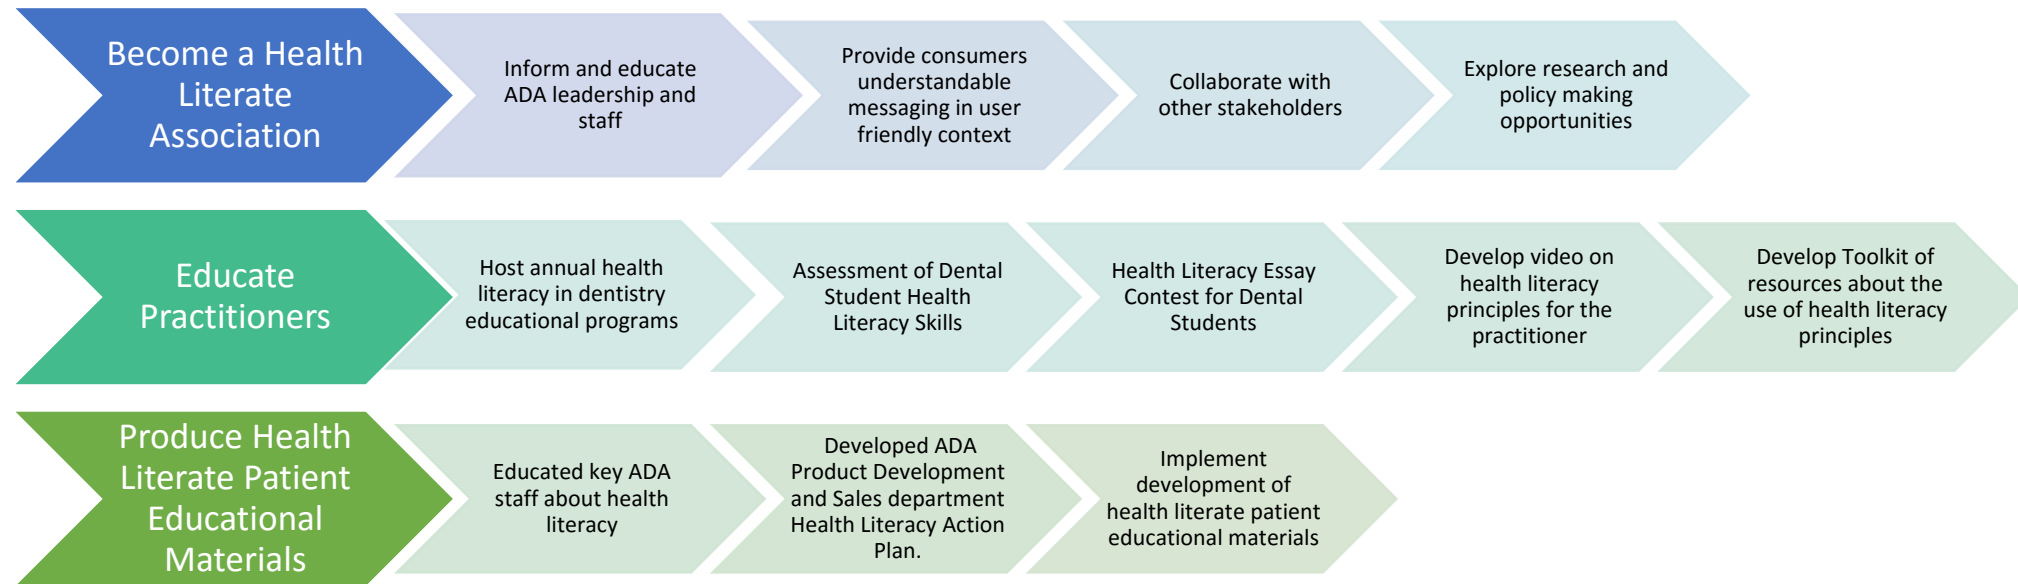 Become a Health
Literate
Association
Inform and educate
ADA leadership and
staff
Provide consumers
understandable
messaging in user
friendly context
Collaborate with
other stakeholders
Explore research and
policy making
opportunities
Educate
Practitioners
Host annual health
literacy in dentistry
educational programs
Assessment of Dental
Student Health
Literacy Skills
Health Literacy Essay
Contest for Dental
Students
Develop video on
health literacy
principles for the
practitioner
Develop Toolkit of
resources about the
use of health literacy
principles
Produce Health
Literate Patient
Educational
Materials
Educated key ADA
staff about health
literacy
Developed ADA
Product Development
and Sales department
Health Literacy Action
Plan.
Implement
development of
health literate patient
educational materials